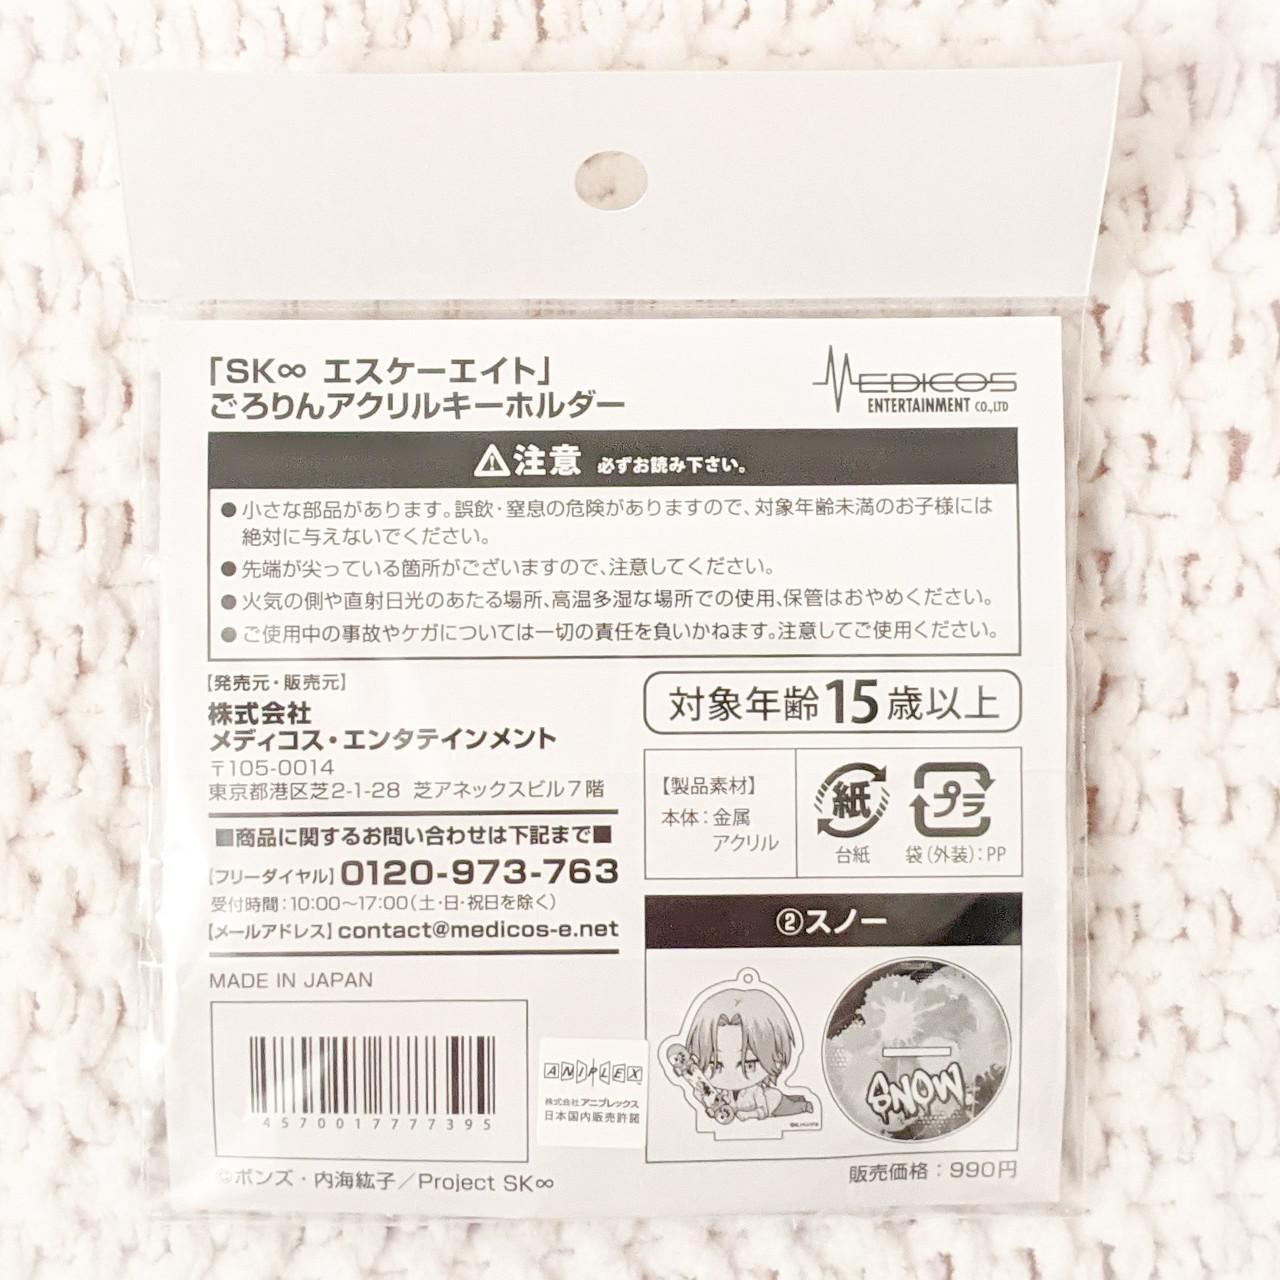 「SK∞ エスケーエイト」
ごろりんアクリルキーホルダー
MEDICOS
ENTERTAINMENT CO.,LTD
注意 必ずお読み下さい。
●小さな部品があります。誤飲・窒息の危険がありますので、対象年齢未満のお子様には
絶対に与えないでください。
●先端が尖っている箇所がございますので、注意してください。
●火気の側や直射日光のあたる場所、高温多湿な場所での使用、保管はおやめください。
●ご使用中の事故やケガについては一切の責任を負いかねます。注意してご使用ください。
【発売元・販売元】
株式会社
メディコス・エンタテインメント
〒105-0014
東京都港区芝2-1-28 芝アネックスビル7階
■商品に関するお問い合わせは下記まで■
【フリーダイヤル】0120-973-763
受付時間：10:00～17:00（土・日・祝日を除く）
【メールアドレス】contact@medicos-e.net
MADE IN JAPAN
4570017777395
ANIPLEX
株式会社アニプレックス
日本国内販売許諾
©ボンズ・内海紘子／Project SK∞
対象年齢15歳以上
【製品素材】
本体：金属
アクリル
紙
台紙
プラ
袋（外装）：PP
②スノー
SNOW
販売価格：990円